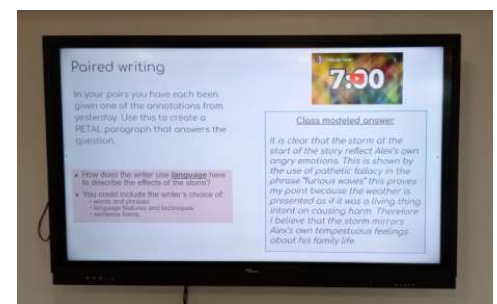 Paired writing
In your pairs you have each been
given one of the annotations from
yesterday. Use this to create a
PETAL paragraph that answers the
question.
• How does the writer use language here
to describe the effects of the storm?
• You could include the writer's choice of:
• words and phrases
• language features and techniques
• sentence forms.
7:00
Class modeled answer
It is clear that the storm at the
start of the story reflect Alex's own
angry emotions. This is shown by
the use of pathetic fallacy in the
phrase "furious waves" this proves
my point because the weather is
presented as if it was a living thing
intent on causing harm. Therefore
I believe that the storm mirrors
Alex's own tempestuous feelings
about his family life.